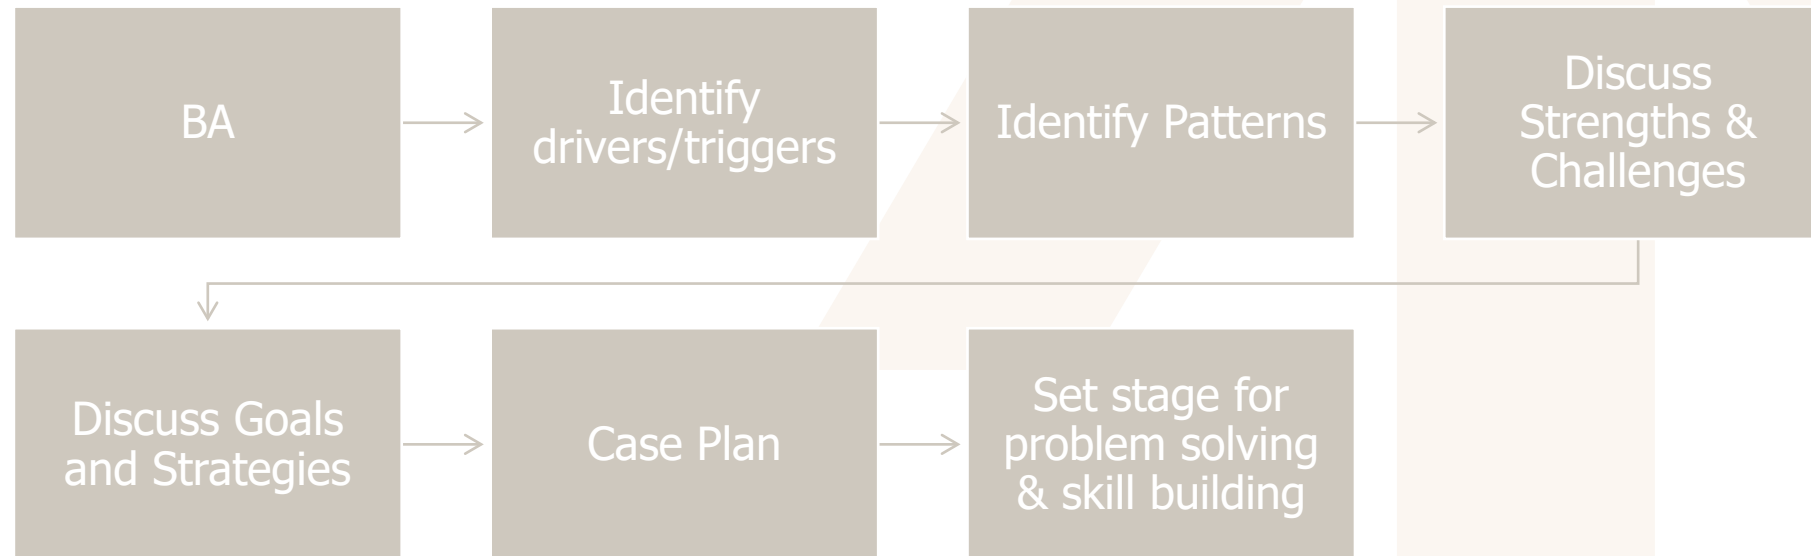 BA
Identify
drivers/triggers
Identify Patterns
Discuss
Strengths &
Challenges
Discuss Goals
and Strategies
Case Plan
Set stage for
problem solving
& skill building